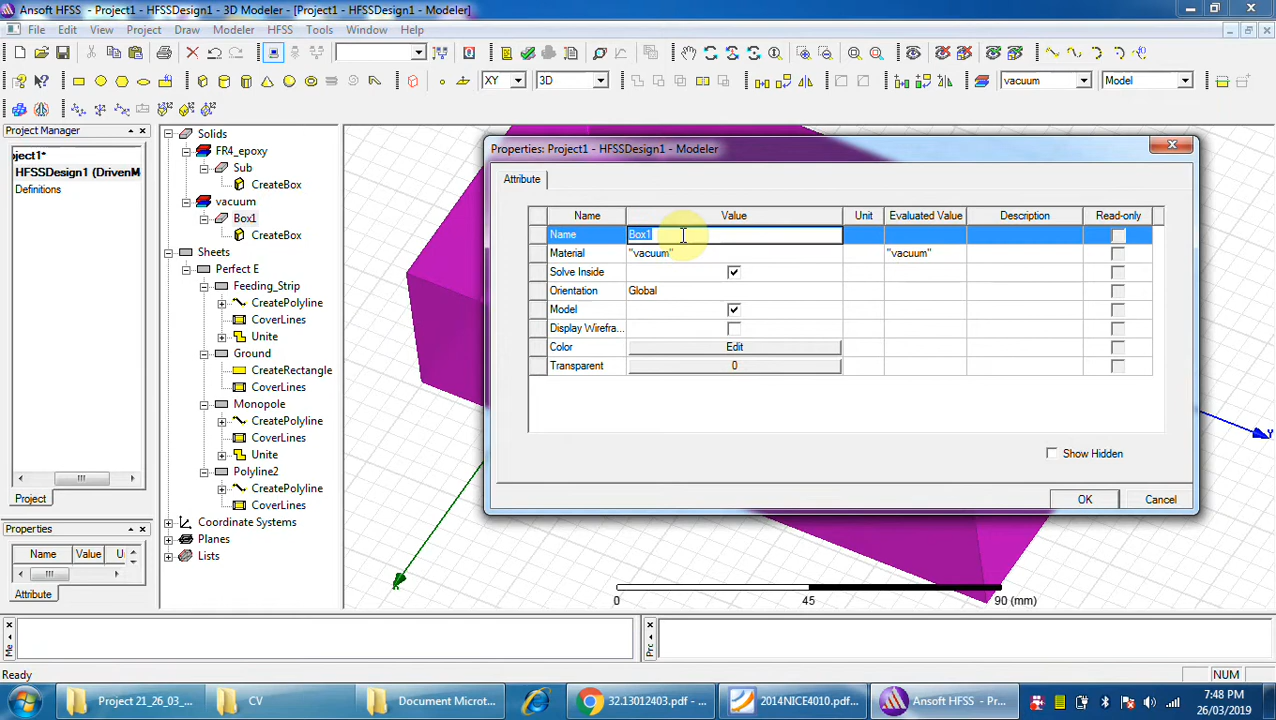 Ansoft HFSS - Project1 - HFSSDesign1 - 3D Modeler - [Project1 - HFSSDesign1 - Modeler]
File Edit View Project Draw Modeler HFSS Tools Window Help
XY 3D vacuum Model
Project Manager
oject1*
HFSSDesign1 (DrivenM
Definitions
Project
Properties
Name Value U
Attribute
Solids
FR4_epoxy
Sub
CreateBox
vacuum
Box1
CreateBox
Sheets
Perfect E
Feeding_Strip
CreatePolyline
CoverLines
Unite
Ground
CreateRectangle
CoverLines
Monopole
CreatePolyline
CoverLines
Unite
Polyline2
CreatePolyline
CoverLines
Coordinate Systems
Planes
Lists
Properties: Project1 - HFSSDesign1 - Modeler
Attribute
Name Value Unit Evaluated Value Description Read-only
Name Box1
Material "vacuum" "vacuum"
Solve Inside
Orientation Global
Model
Display Wirefra...
Color Edit
Transparent 0
Show Hidden
OK Cancel
Y
0 45 90 (mm)
Me
Prc
Ready NUM
Project 21_26_03_... CV Document Microt... 32.13012403.pdf - ... 2014NICE4010.pdf... Ansoft HFSS - Pr... 7:48 PM
26/03/2019